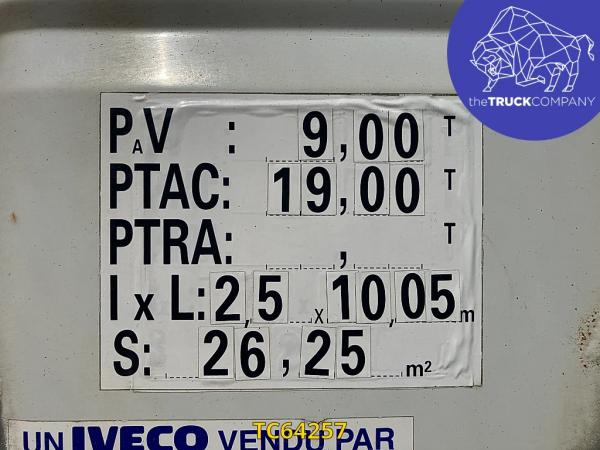 theTRUCKCOMPANY
PAV : 9,00 T
PTAC: 19,00 T
PTRA: , T
l x L: 2,5 x 10,05 m
S: 26,25 m²
UN IVECO VENDU PAR
TC64257